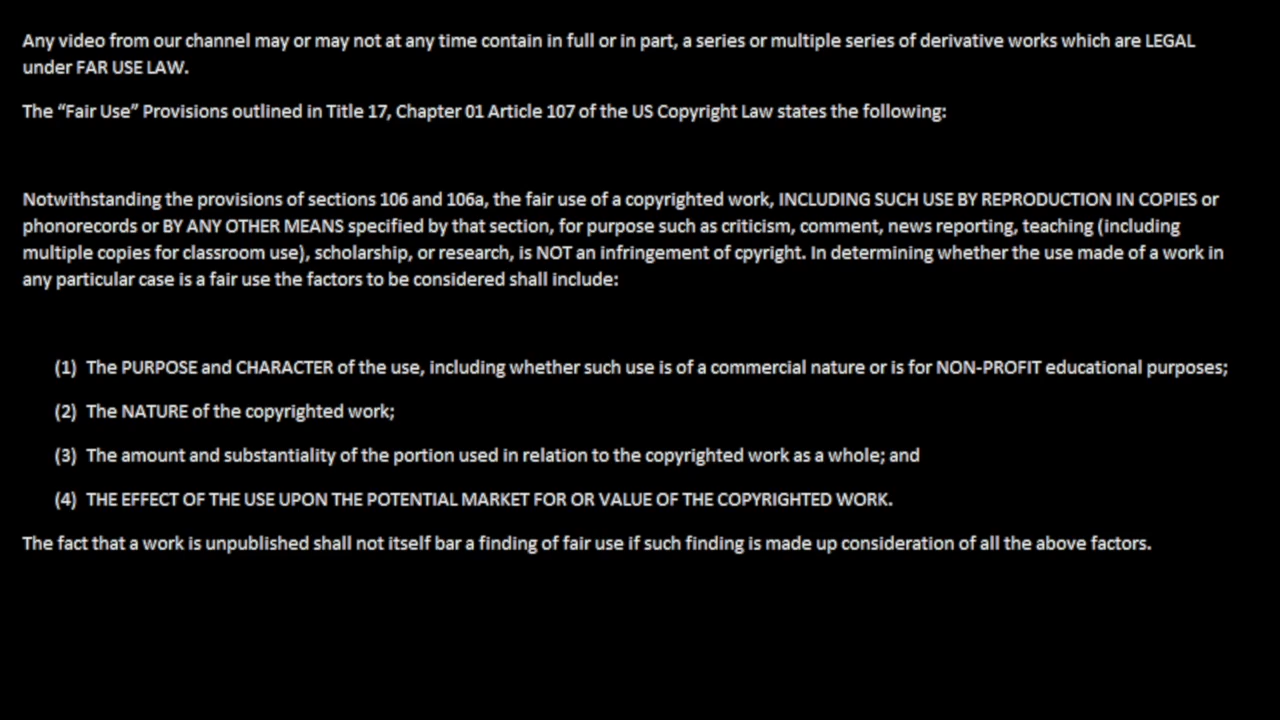 Any video from our channel may or may not at any time contain in full or in part, a series or multiple series of derivative works which are LEGAL
under FAR USE LAW.
The “Fair Use” Provisions outlined in Title 17, Chapter 01 Article 107 of the US Copyright Law states the following:
Notwithstanding the provisions of sections 106 and 106a, the fair use of a copyrighted work, INCLUDING SUCH USE BY REPRODUCTION IN COPIES or
phonorecords or BY ANY OTHER MEANS specified by that section, for purpose such as criticism, comment, news reporting, teaching (including
multiple copies for classroom use), scholarship, or research, is NOT an infringement of cpyright. In determining whether the use made of a work in
any particular case is a fair use the factors to be considered shall include:
(1) The PURPOSE and CHARACTER of the use, including whether such use is of a commercial nature or is for NON-PROFIT educational purposes;
(2) The NATURE of the copyrighted work;
(3) The amount and substantiality of the portion used in relation to the copyrighted work as a whole; and
(4) THE EFFECT OF THE USE UPON THE POTENTIAL MARKET FOR OR VALUE OF THE COPYRIGHTED WORK.
The fact that a work is unpublished shall not itself bar a finding of fair use if such finding is made up consideration of all the above factors.